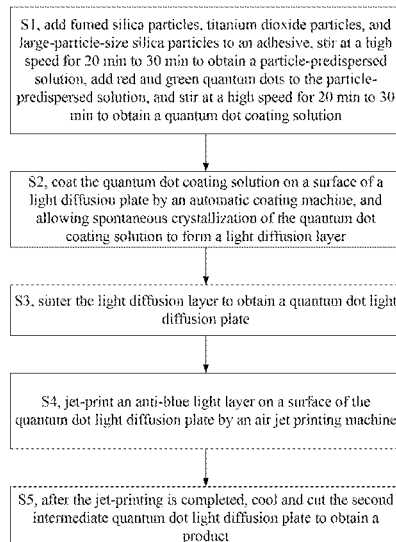 S1, add fumed silica particles, titanium dioxide particles, and
large-particle-size silica particles to an adhesive, stir at a high
speed for 20 min to 30 min to obtain a particle-predispersed
solution, add red and green quantum dots to the particle-
predispersed solution, and stir at a high speed for 20 min to 30
min to obtain a quantum dot coating solution
S2, coat the quantum dot coating solution on a surface of a
light diffusion plate by an automatic coating machine, and
allowing spontaneous crystallization of the quantum dot
coating solution to form a light diffusion layer
S3, sinter the light diffusion layer to obtain a quantum dot light
diffusion plate
S4, jet-print an anti-blue light layer on a surface of the
quantum dot light diffusion plate by an air jet printing machine
S5, after the jet-printing is completed, cool and cut the second
intermediate quantum dot light diffusion plate to obtain a
product